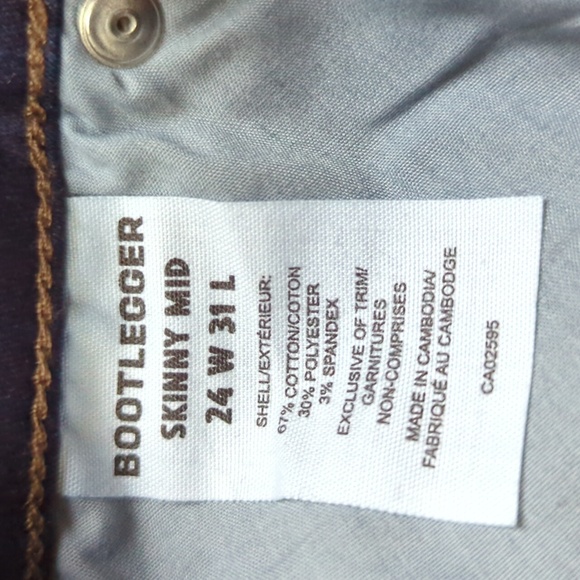 BOOTLEGGER
SKINNY MID
24 W 31 L
SHELL/EXTÉRIEUR:
67% COTTON/COTON
30% POLYESTER
3% SPANDEX
EXCLUSIVE OF TRIM/
GARNITURES
NON-COMPRISES
MADE IN CAMBODIA/
FABRIQUÉ AU CAMBODGE
CA02595